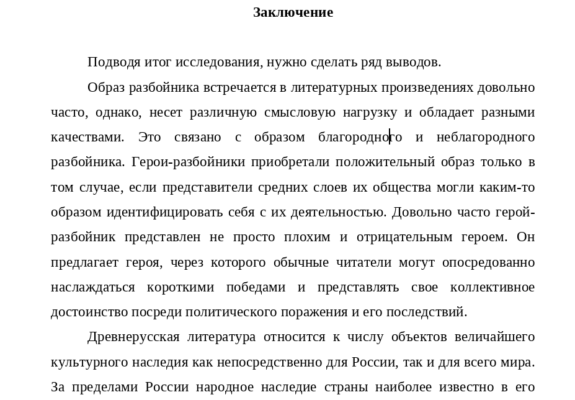 Заключение
Подводя итог исследования, нужно сделать ряд выводов.
Образ разбойника встречается в литературных произведениях довольно
часто, однако, несет различную смысловую нагрузку и обладает разными
качествами. Это связано с образом благородного и неблагородного
разбойника. Герои-разбойники приобретали положительный образ только в
том случае, если представители средних слоев их общества могли каким-то
образом идентифицировать себя с их деятельностью. Довольно часто герой-
разбойник представлен не просто плохим и отрицательным героем. Он
предлагает героя, через которого обычные читатели могут опосредованно
наслаждаться короткими победами и представлять свое коллективное
достоинство посреди политического поражения и его последствий.
Древнерусская литература относится к числу объектов величайшего
культурного наследия как непосредственно для России, так и для всего мира.
За пределами России народное наследие страны наиболее известно в его